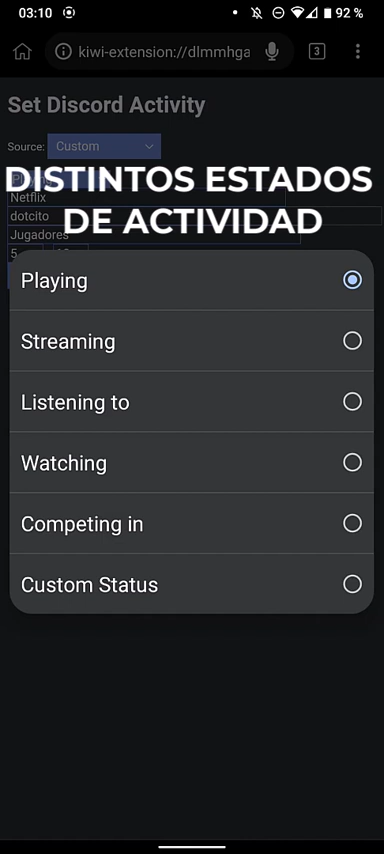 03:10
92 %
kiwi-extension://dlmmhga
3
Set Discord Activity
Source: Custom
DISTINTOS ESTADOS
Netflix
dotcito
DE ACTIVIDAD
Jugadores
5
Playing
Streaming
Listening to
Watching
Competing in
Custom Status